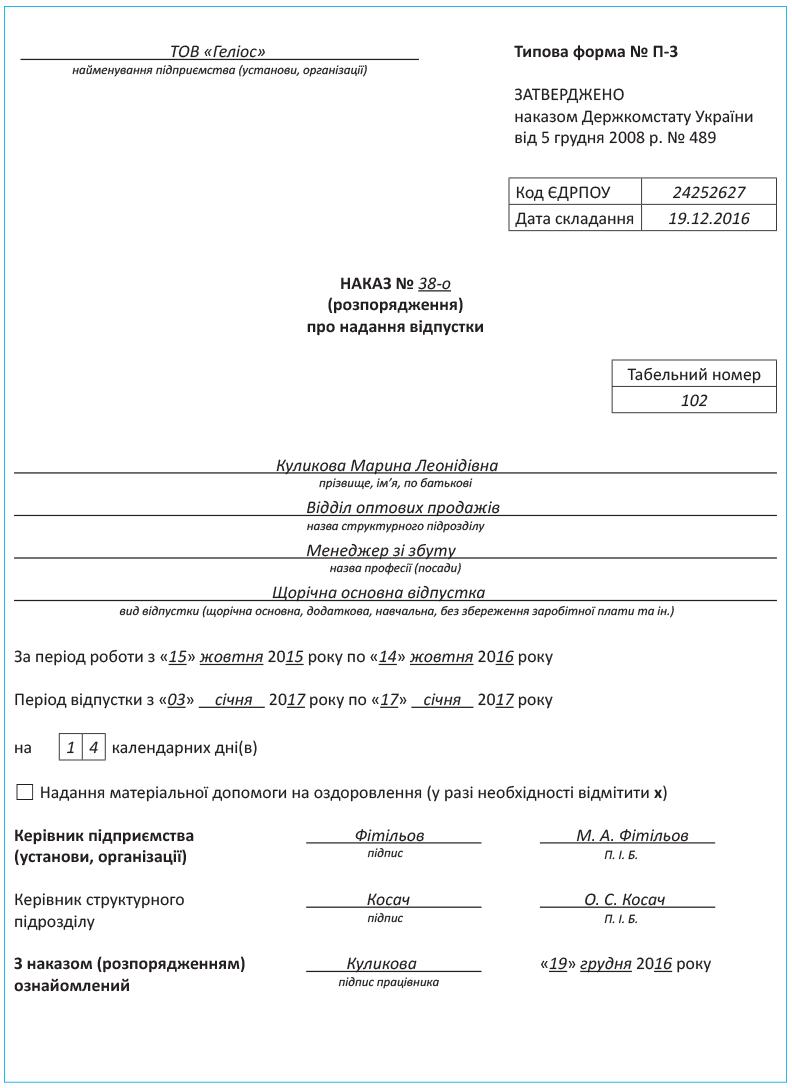 ТОВ «Геліос»
найменування підприємства (установи, організації)
Типова форма № П-3
ЗАТВЕРДЖЕНО
наказом Держкомстату України
від 5 грудня 2008 р. № 489
Код ЄДРПОУ 24252627
Дата складання 19.12.2016
НАКАЗ № 38-о
(розпорядження)
про надання відпустки
Табельний номер
102
Куликова Марина Леонідівна
прізвище, ім’я, по батькові
Відділ оптових продажів
назва структурного підрозділу
Менеджер зі збуту
назва професії (посади)
Щорічна основна відпустка
вид відпустки (щорічна основна, додаткова, навчальна, без збереження заробітної плати та ін.)
За період роботи з «15» жовтня 2015 року по «14» жовтня 2016 року
Період відпустки з «03» січня 2017 року по «17» січня 2017 року
на 1 4 календарних дні(в)
Надання матеріальної допомоги на оздоровлення (у разі необхідності відмітити х)
Керівник підприємства Фітільов М. А. Фітільов
(установи, організації) підпис П. І. Б.
Керівник структурного Косач О. С. Косач
підрозділу підпис П. І. Б.
З наказом (розпорядженням) Куликова «19» грудня 2016 року
ознайомлений підпис працівника